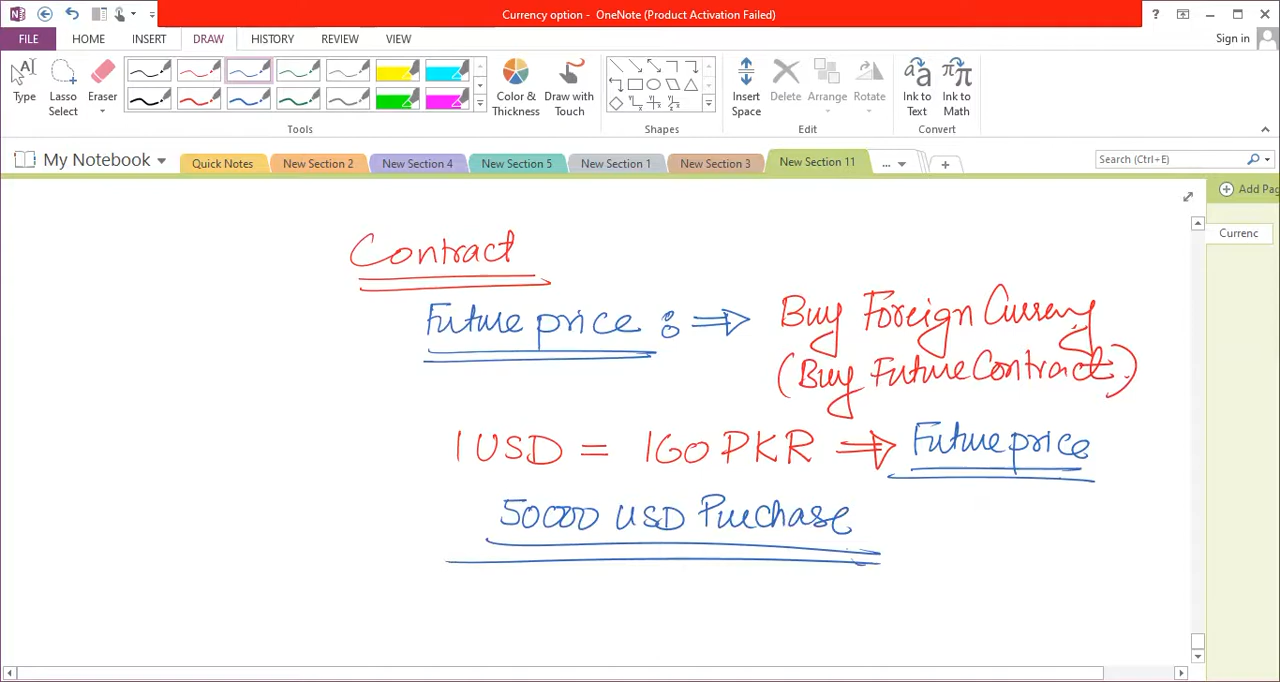 Currency option - OneNote (Product Activation Failed)
?
FILE HOME INSERT DRAW HISTORY REVIEW VIEW
Sign in
Type
Lasso Select
Eraser
Color & Thickness
Draw with Touch
Insert Space
Delete
Arrange
Rotate
Ink to Text
Ink to Math
Tools
Shapes
Edit
Convert
My Notebook
Quick Notes
New Section 2
New Section 4
New Section 5
New Section 1
New Section 3
New Section 11
...
Search (Ctrl+E)
Add Pag
Currenc
Contract
Future price : ⇒ Buy Foreign Currency
(Buy Future Contract)
1 USD = 160 PKR ⇒ Future price
50000 USD Purchase